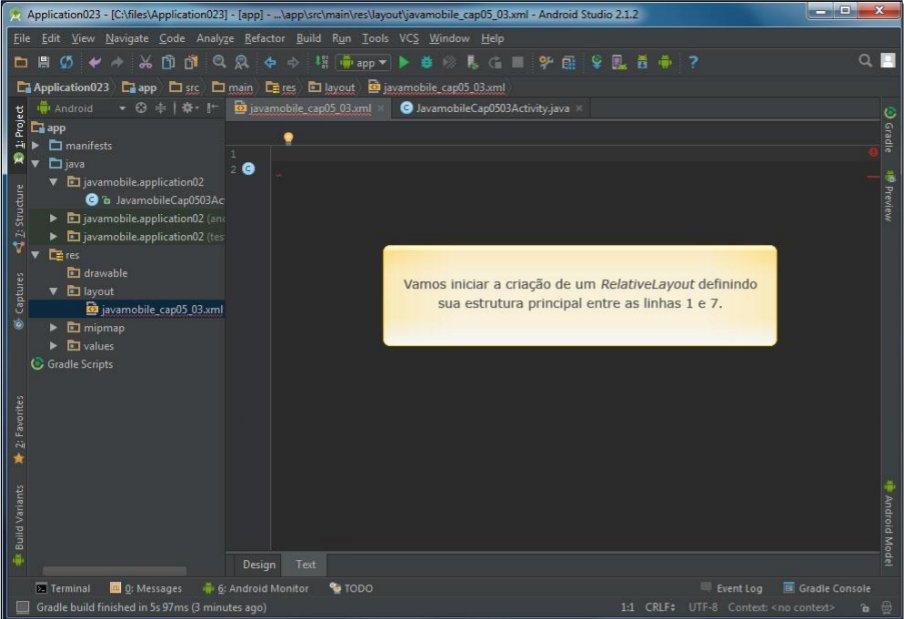 Application023 - [C:\files\Application023] - [app] - ...\app\src\main\res\layout\javamobile_cap05_03.xml - Android Studio 2.1.2
File Edit View Navigate Code Analyze Refactor Build Run Tools VCS Window Help
app
Application023 app src main res layout javamobile_cap05_03.xml
Android
javamobile_cap05_03.xml
JavamobileCap0503Activity.java
1: Project
7: Structure
Captures
2: Favorites
Build Variants
app
manifests
java
javamobile.application02
JavamobileCap0503Ac
javamobile.application02 (an
javamobile.application02 (tes
res
drawable
layout
javamobile_cap05_03.xml
mipmap
values
Gradle Scripts
1
2
Vamos iniciar a criação de um RelativeLayout definindo
sua estrutura principal entre as linhas 1 e 7.
Gradle
Preview
Android Model
Design Text
Terminal 0: Messages 6: Android Monitor TODO
Event Log Gradle Console
Gradle build finished in 5s 97ms (3 minutes ago)
1:1 CRLF UTF-8 Context: <no context>